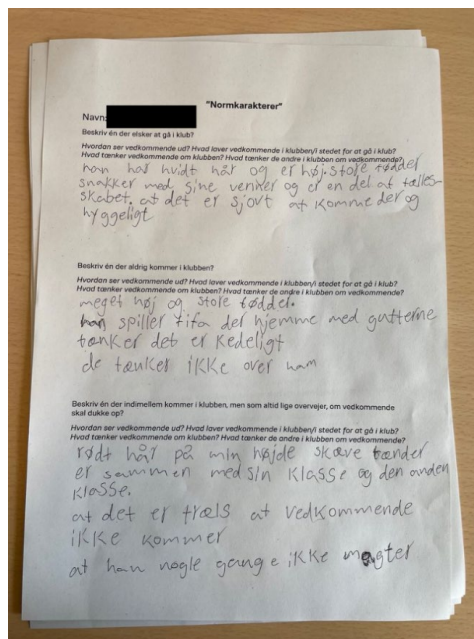 "Normkarakterer"
Navn:
Beskriv én der elsker at gå i klub?
Hvordan ser vedkommende ud? Hvad laver vedkommende i klubben/i stedet for at gå i klub?
Hvad tænker vedkommende om klubben? Hvad tænker de andre i klubben om vedkommende?
han har hvidt hår og er høj. store fødder
snakker med sine venner og er en del af fælles-
skabet. at det er sjovt at komme der og
hyggeligt
Beskriv én der aldrig kommer i klubben?
Hvordan ser vedkommende ud? Hvad laver vedkommende i klubben/i stedet for at gå i klub?
Hvad tænker vedkommende om klubben? Hvad tænker de andre i klubben om vedkommende?
meget høj og store fødder.
han spiller fifa der hjemme med gutterne
tænker det er kedeligt
de tænker ikke over ham
Beskriv én der indimellem kommer i klubben, men som altid lige overvejer, om vedkommende
skal dukke op?
Hvordan ser vedkommende ud? Hvad laver vedkommende i klubben/i stedet for at gå i klub?
Hvad tænker vedkommende om klubben? Hvad tænker de andre i klubben om vedkommende?
rødt hår på min højde skæve tænder
er sammen med sin klasse og den anden
klasse.
at det er træls at vedkommende
ikke kommer
at han nogle gange ikke magter